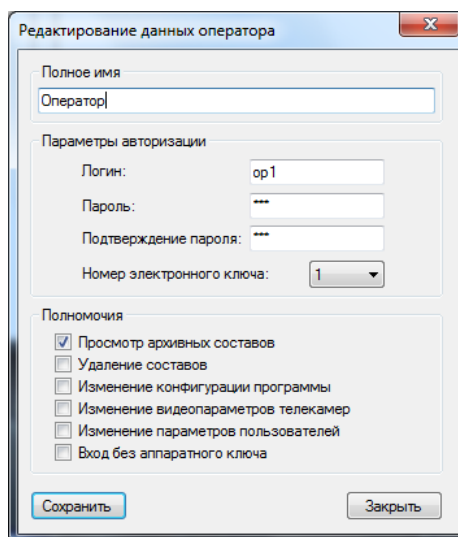 Редактирование данных оператора
Полное имя
Оператор
Параметры авторизации
Логин: op1
Пароль: ***
Подтверждение пароля: ***
Номер электронного ключа: 1
Полномочия
Просмотр архивных составов
Удаление составов
Изменение конфигурации программы
Изменение видеопараметров телекамер
Изменение параметров пользователей
Вход без аппаратного ключа
Сохранить Закрыть